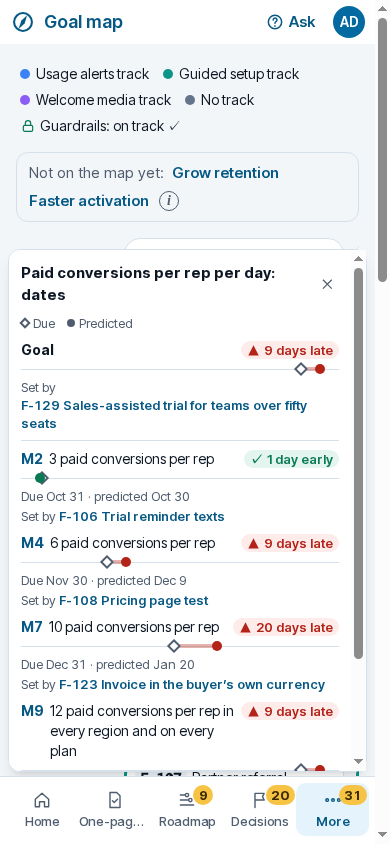 Goal map
Ask
AD
Usage alerts track
Guided setup track
Welcome media track
No track
Guardrails: on track ✓
Not on the map yet: Grow retention
Faster activation i
Paid conversions per rep per day: dates
Due
Predicted
Goal
▲ 9 days late
Set by
F-129 Sales-assisted trial for teams over fifty
seats
M2 3 paid conversions per rep
✓ 1 day early
Due Oct 31 · predicted Oct 30
Set by F-106 Trial reminder texts
M4 6 paid conversions per rep
▲ 9 days late
Due Nov 30 · predicted Dec 9
Set by F-108 Pricing page test
M7 10 paid conversions per rep
▲ 20 days late
Due Dec 31 · predicted Jan 20
Set by F-123 Invoice in the buyer’s own currency
M9 12 paid conversions per rep in
▲ 9 days late
every region and on every
plan
Home
One-pag…
Roadmap
9
Decisions
20
More
31